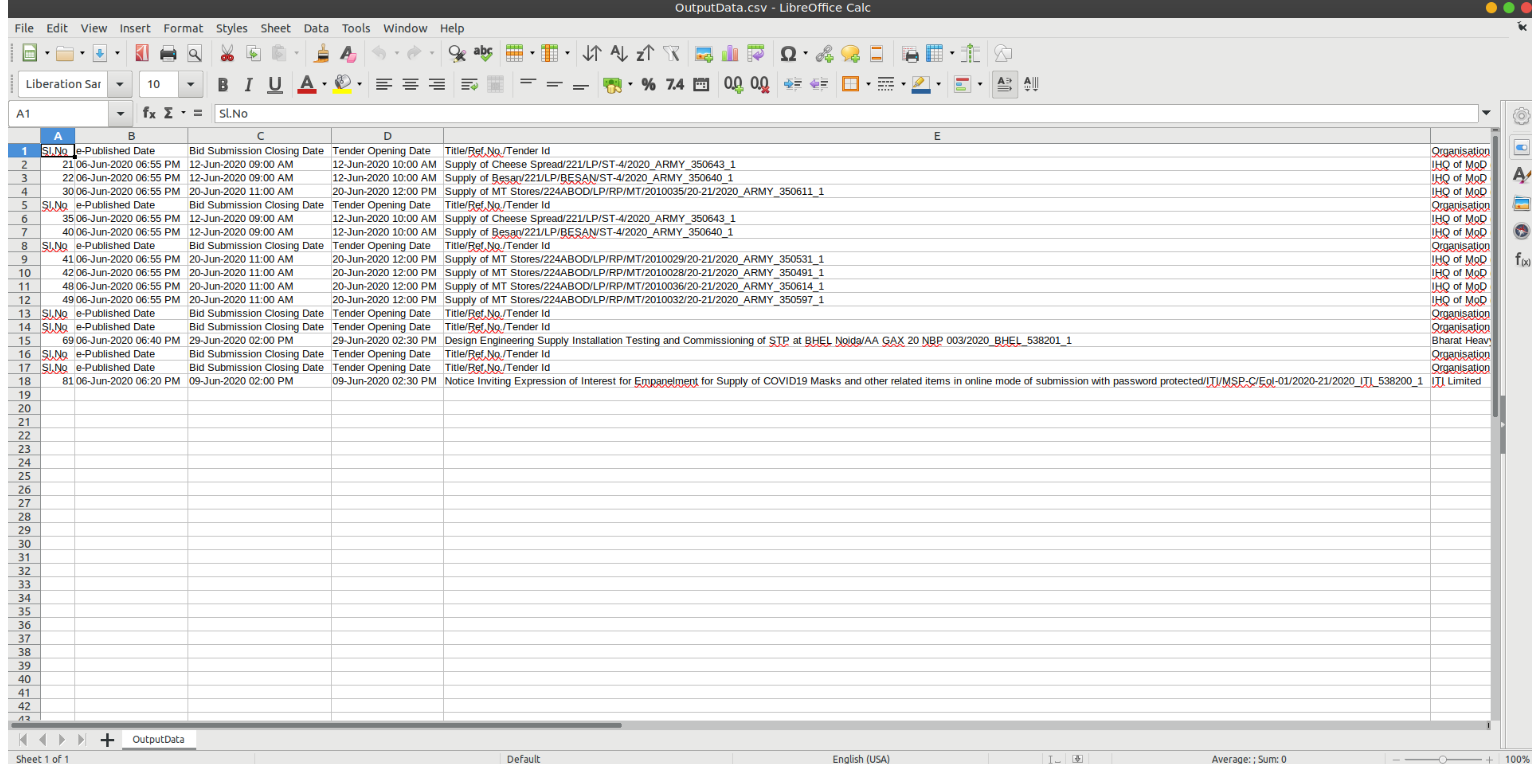 OutputData.csv - LibreOffice Calc
File Edit View Insert Format Styles Sheet Data Tools Window Help
Liberation Sar 10 B I U A % 7.4
A1 fx Σ = Sl.No
A B C D E
1 Sl.No e-Published Date Bid Submission Closing Date Tender Opening Date Title/Ref.No./Tender Id Organisation
2 21 06-Jun-2020 06:55 PM 12-Jun-2020 09:00 AM 12-Jun-2020 10:00 AM Supply of Cheese Spread/221/LP/ST-4/2020_ARMY_350643_1 IHQ of MoD
3 22 06-Jun-2020 06:55 PM 12-Jun-2020 09:00 AM 12-Jun-2020 10:00 AM Supply of Besan/221/LP/BESAN/ST-4/2020_ARMY_350640_1 IHQ of MoD
4 30 06-Jun-2020 06:55 PM 20-Jun-2020 11:00 AM 20-Jun-2020 12:00 PM Supply of MT Stores/224ABOD/LP/RP/MT/2010035/20-21/2020_ARMY_350611_1 IHQ of MoD
5 Sl.No e-Published Date Bid Submission Closing Date Tender Opening Date Title/Ref.No./Tender Id Organisation
6 35 06-Jun-2020 06:55 PM 12-Jun-2020 09:00 AM 12-Jun-2020 10:00 AM Supply of Cheese Spread/221/LP/ST-4/2020_ARMY_350643_1 IHQ of MoD
7 40 06-Jun-2020 06:55 PM 12-Jun-2020 09:00 AM 12-Jun-2020 10:00 AM Supply of Besan/221/LP/BESAN/ST-4/2020_ARMY_350640_1 IHQ of MoD
8 Sl.No e-Published Date Bid Submission Closing Date Tender Opening Date Title/Ref.No./Tender Id Organisation
9 41 06-Jun-2020 06:55 PM 20-Jun-2020 11:00 AM 20-Jun-2020 12:00 PM Supply of MT Stores/224ABOD/LP/RP/MT/2010029/20-21/2020_ARMY_350531_1 IHQ of MoD
10 42 06-Jun-2020 06:55 PM 20-Jun-2020 11:00 AM 20-Jun-2020 12:00 PM Supply of MT Stores/224ABOD/LP/RP/MT/2010028/20-21/2020_ARMY_350491_1 IHQ of MoD
11 48 06-Jun-2020 06:55 PM 20-Jun-2020 11:00 AM 20-Jun-2020 12:00 PM Supply of MT Stores/224ABOD/LP/RP/MT/2010036/20-21/2020_ARMY_350614_1 IHQ of MoD
12 49 06-Jun-2020 06:55 PM 20-Jun-2020 11:00 AM 20-Jun-2020 12:00 PM Supply of MT Stores/224ABOD/LP/RP/MT/2010032/20-21/2020_ARMY_350597_1 IHQ of MoD
13 Sl.No e-Published Date Bid Submission Closing Date Tender Opening Date Title/Ref.No./Tender Id Organisation
14 Sl.No e-Published Date Bid Submission Closing Date Tender Opening Date Title/Ref.No./Tender Id Organisation
15 69 06-Jun-2020 06:40 PM 29-Jun-2020 02:00 PM 29-Jun-2020 02:30 PM Design Engineering Supply Installation Testing and Commissioning of STP at BHEL Noida/AA GAX 20 NBP 003/2020_BHEL_538201_1 Bharat Heavy
16 Sl.No e-Published Date Bid Submission Closing Date Tender Opening Date Title/Ref.No./Tender Id Organisation
17 Sl.No e-Published Date Bid Submission Closing Date Tender Opening Date Title/Ref.No./Tender Id Organisation
18 81 06-Jun-2020 06:20 PM 09-Jun-2020 02:00 PM 09-Jun-2020 02:30 PM Notice Inviting Expression of Interest for Empanelment for Supply of COVID19 Masks and other related items in online mode of submission with password protected/ITI/MSP-C/EoI-01/2020-21/2020_ITI_538200_1 ITI Limited
19
20
21
22
23
24
25
26
27
28
29
30
31
32
33
34
35
36
37
38
39
40
41
42
43
OutputData
Sheet 1 of 1 Default English (USA) Average: ; Sum: 0 100%